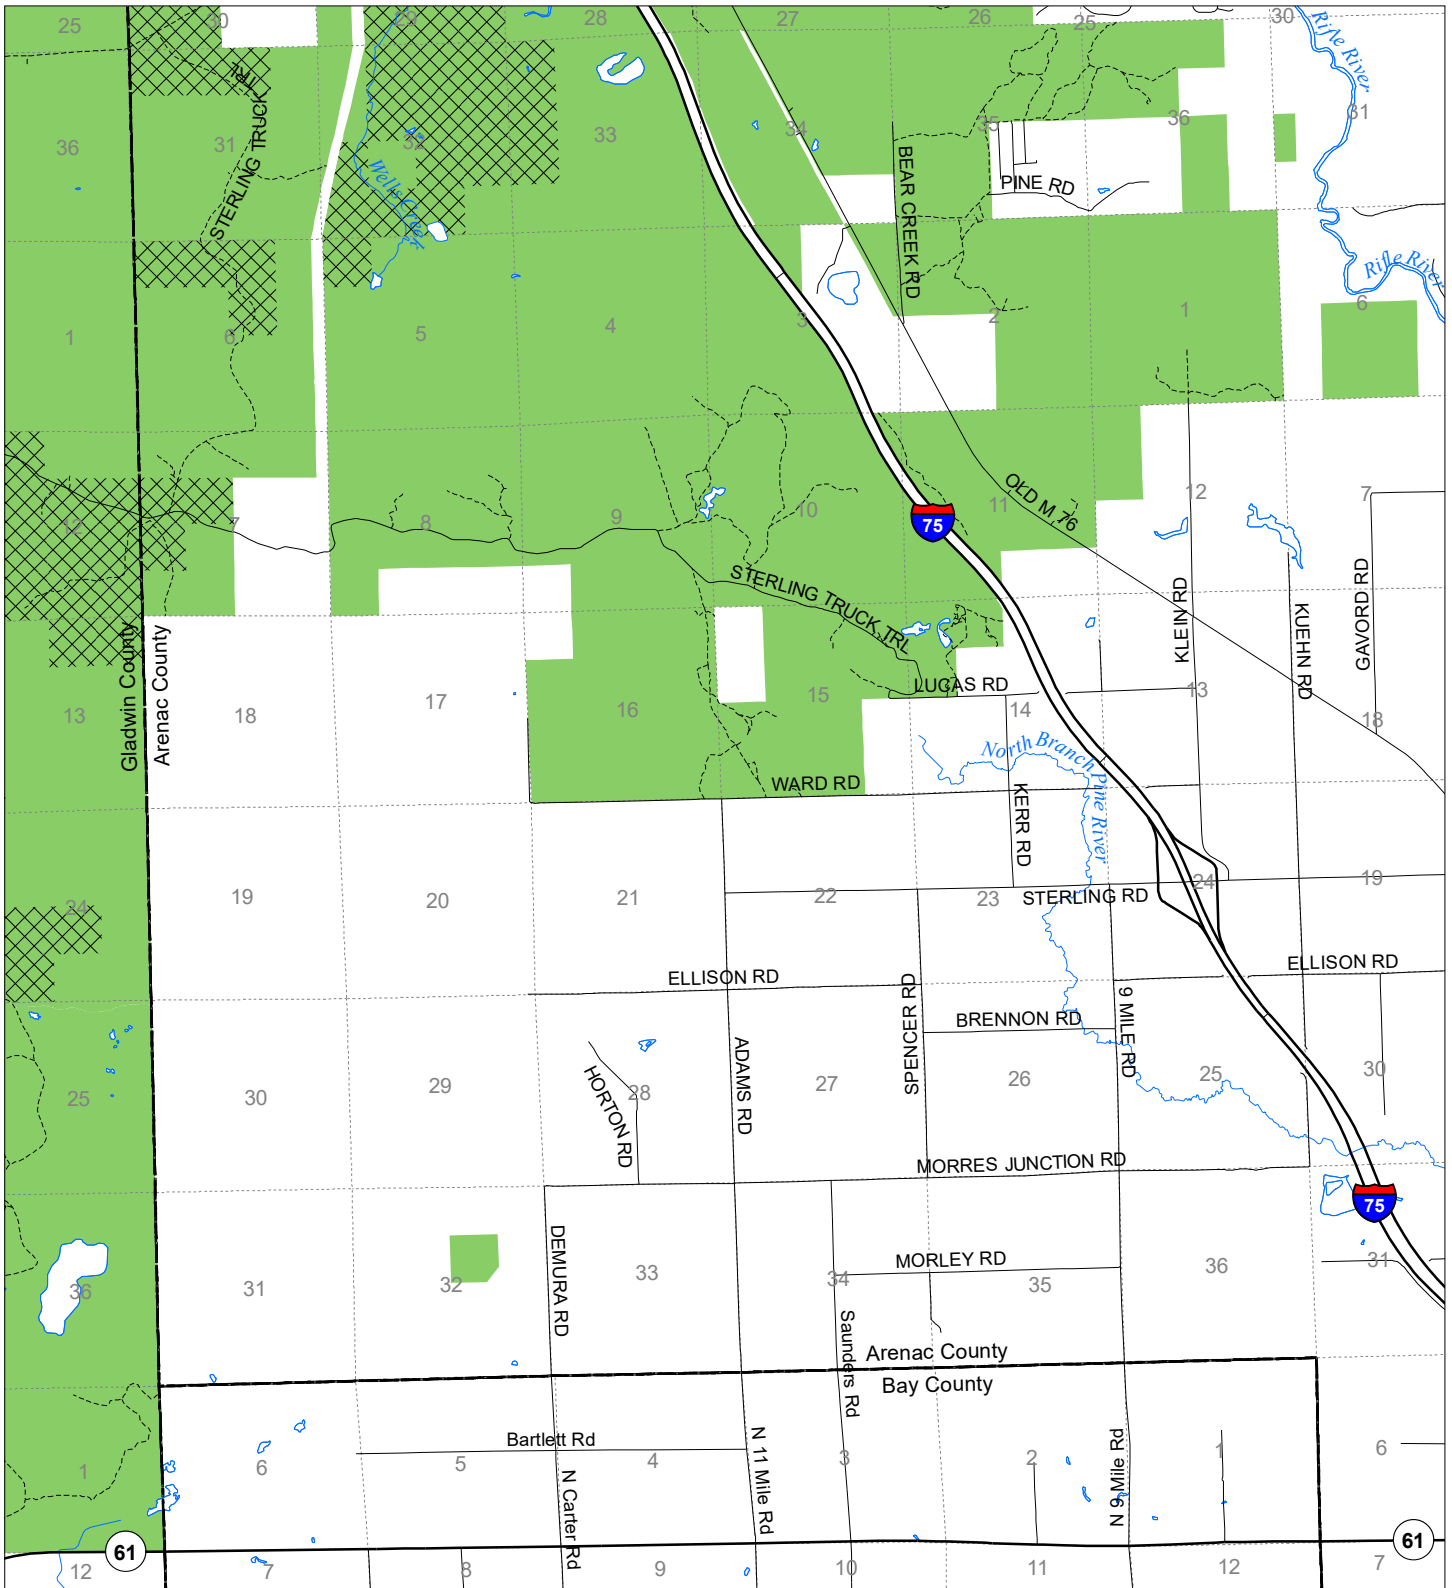 25
30
29
28
27
26
25
30
Rifle River
TRL
STERLING TRUCK
36
31
32
33
34
35
36
31
Wells Creek
BEAR CREEK RD
PINE RD
Rifle River
1
6
5
4
3
2
1
6
OLD M 76
12
7
8
9
10
75
11
12
7
STERLING TRUCK TRL
KLEIN RD
KUEHN RD
GAVORD RD
Gladwin County
Arenac County
13
18
17
16
15
LUCAS RD
14
13
18
North Branch Pine River
WARD RD
KERR RD
24
19
20
21
22
23
STERLING RD
24
19
ELLISON RD
ELLISON RD
SPENCER RD
BRENNON RD
9 MILE RD
ADAMS RD
HORTON RD
25
30
29
28
27
26
25
30
MORRES JUNCTION RD
75
DEMURA RD
MORLEY RD
36
31
32
33
34
35
36
31
Saunders Rd
Arenac County
Bay County
Bartlett Rd
N Carter Rd
N 11 Mile Rd
N 9 Mile Rd
1
6
5
4
3
2
1
6
61
61
12
7
8
9
10
11
12
7